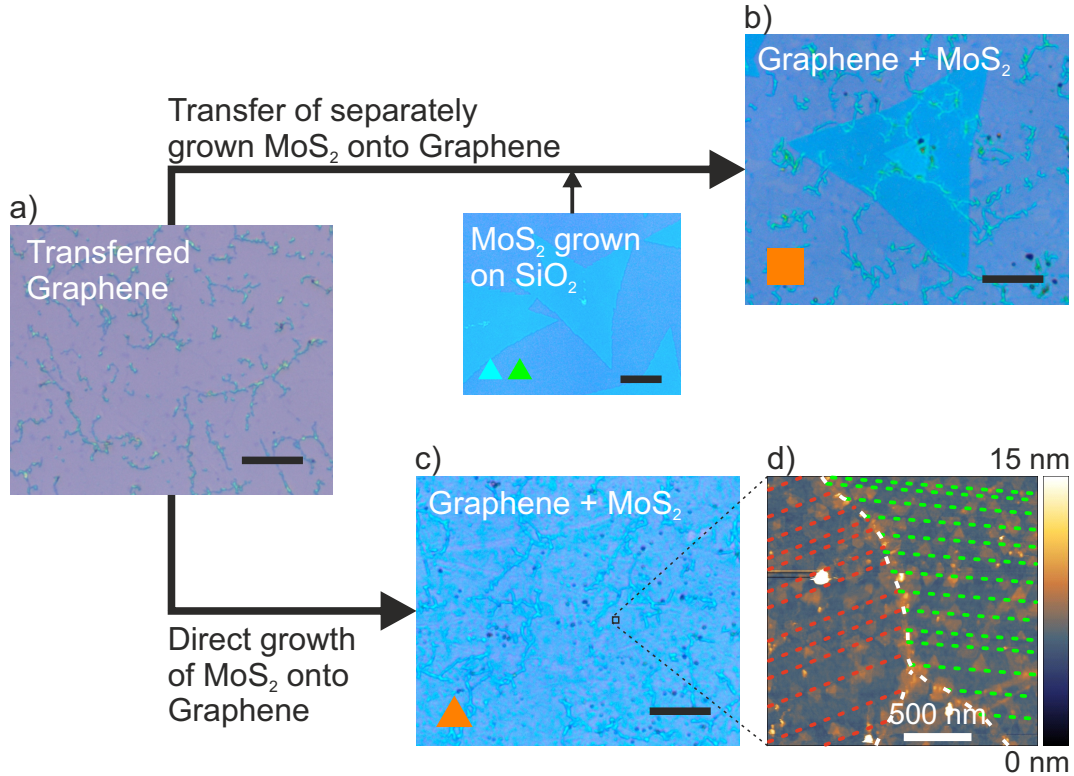 b)
Graphene + MoS₂
Transfer of separately
grown MoS₂ onto Graphene
a)
Transferred
Graphene
MoS₂ grown
on SiO₂
c)
Graphene + MoS₂
d)
15 nm
500 nm
0 nm
Direct growth
of MoS₂ onto
Graphene